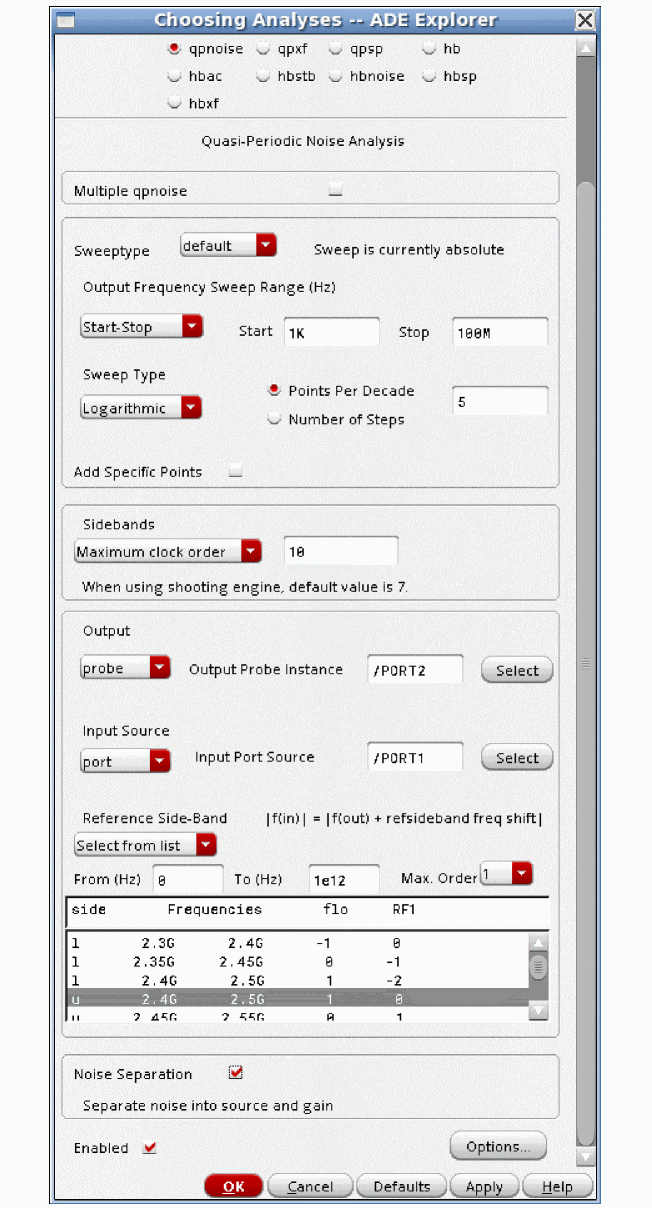 Choosing Analyses -- ADE Explorer
qpnoise qpxf qpsp hb
hbac hbstb hbnoise hbsp
hbxf
Quasi-Periodic Noise Analysis
Multiple qpnoise
Sweeptype default Sweep is currently absolute
Output Frequency Sweep Range (Hz)
Start-Stop Start 1K Stop 100M
Sweep Type
Points Per Decade
Logarithmic 5
Number of Steps
Add Specific Points
Sidebands
Maximum clock order 10
When using shooting engine, default value is 7.
Output
probe Output Probe Instance /PORT2 Select
Input Source
port Input Port Source /PORT1 Select
Reference Side-Band |f(in)| = |f(out) + refsideband freq shift|
Select from list
From (Hz) 0 To (Hz) 1e12 Max. Order 1
side Frequencies flo RF1
l 2.3G 2.4G -1 0
l 2.35G 2.45G 0 -1
l 2.4G 2.5G 1 -2
u 2.4G 2.5G 1 0
u 2.45G 2.55G 0 1
Noise Separation
Separate noise into source and gain
Enabled Options...
OK Cancel Defaults Apply Help